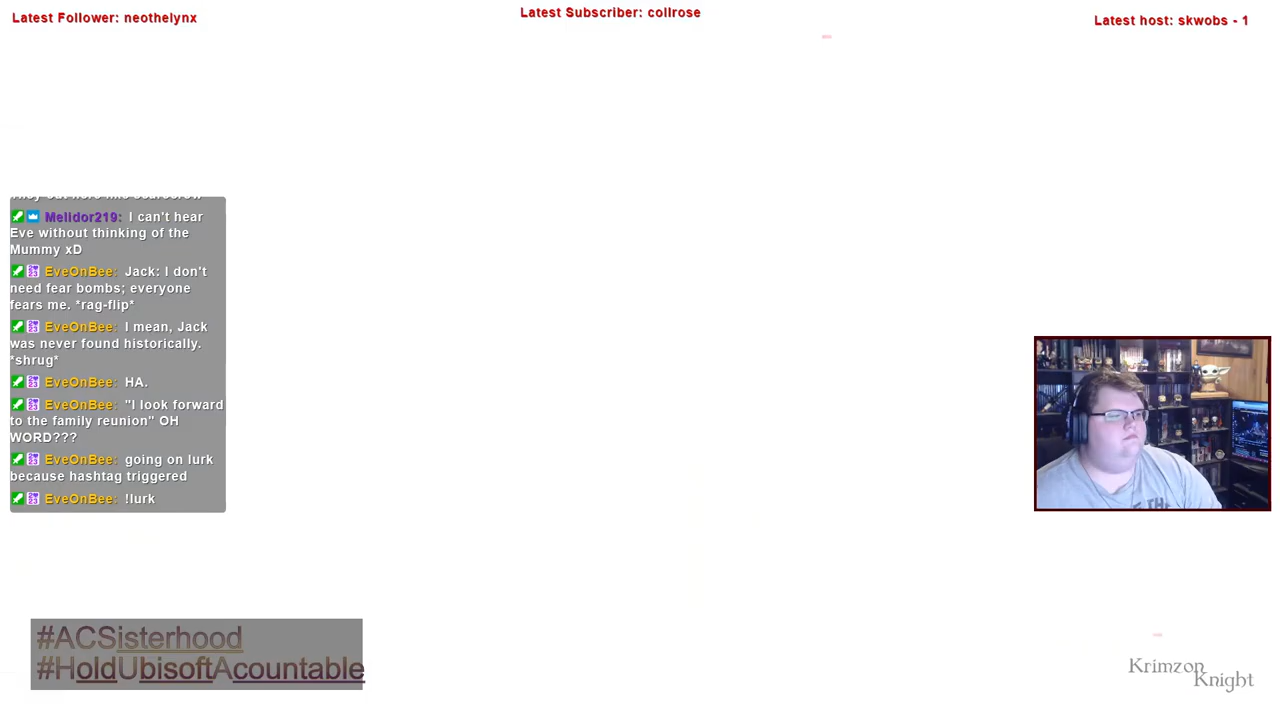 Latest Follower: neothelynx
Latest Subscriber: collrose
Latest host: skwobs - 1
Melidor219: I can't hear
Eve without thinking of the
Mummy xD
EveOnBee: Jack: I don't
need fear bombs; everyone
fears me. *rag-flip*
EveOnBee: I mean, Jack
was never found historically.
*shrug*
EveOnBee: HA.
EveOnBee: "I look forward
to the family reunion" OH
WORD???
EveOnBee: going on lurk
because hashtag triggered
EveOnBee: !lurk
#ACSisterhood
#HoldUbisoftAcountable
Krimzon
Knight